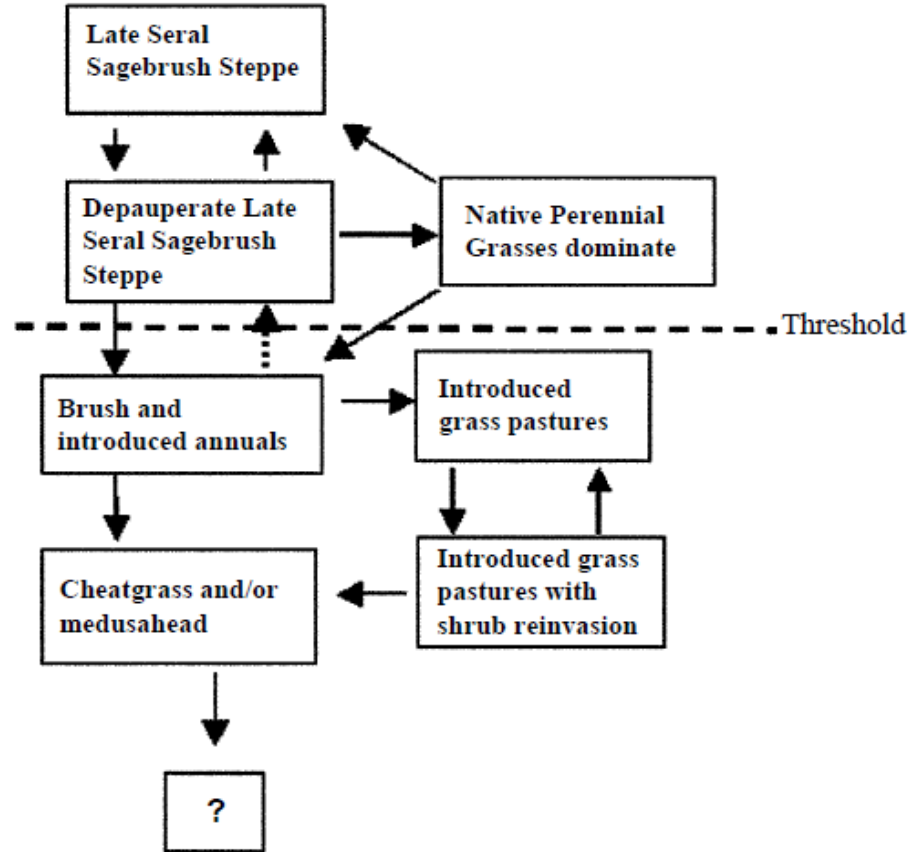 Late Seral
Sagebrush Steppe
Depauperate Late
Seral Sagebrush
Steppe
Native Perennial
Grasses dominate
Threshold
Brush and
introduced annuals
Introduced
grass pastures
Cheatgrass and/or
medusahead
Introduced grass
pastures with
shrub reinvasion
?